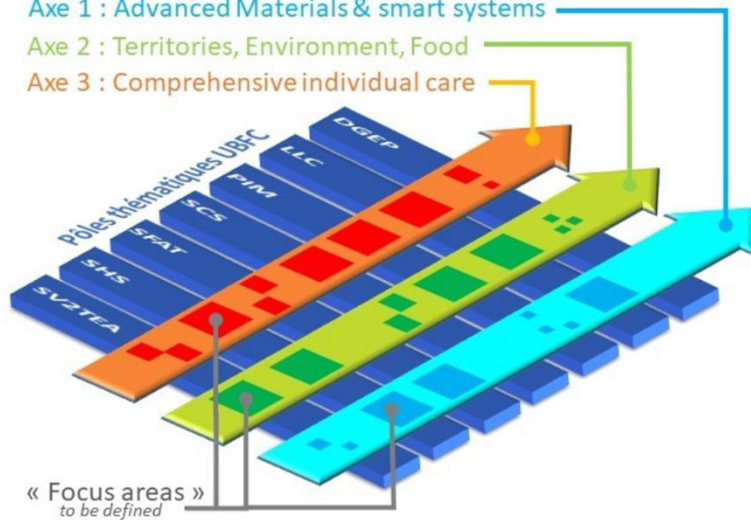 Axe 1 : Advanced Materials & smart systems
Axe 2 : Territories, Environment, Food
Axe 3 : Comprehensive individual care
Pôles thématiques UBFC
DGEP
LLC
PIM
SCS
SFAT
SHS
SV2TEA
« Focus areas »
to be defined